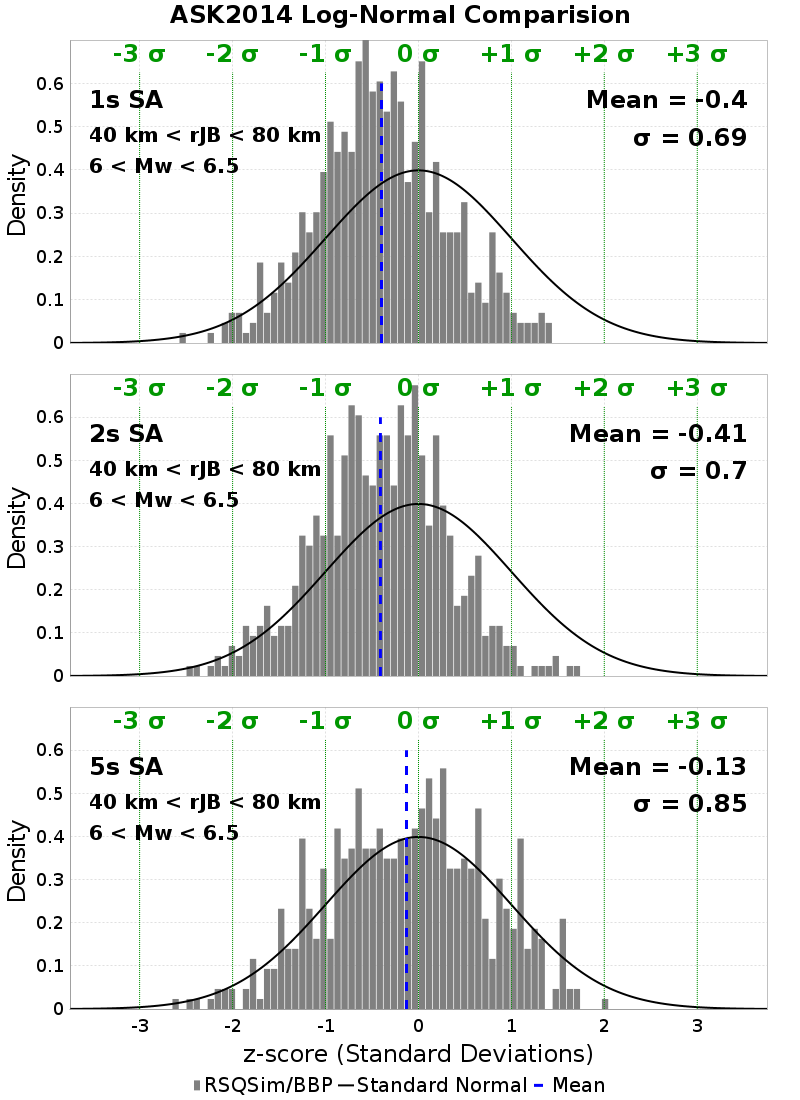 ASK2014 Log-Normal Comparision
-3 σ -2 σ -1 σ 0 σ +1 σ +2 σ +3 σ
1s SA
Mean = -0.4
40 km < rJB < 80 km
σ = 0.69
6 < Mw < 6.5
Density
0.6
0.5
0.4
0.3
0.2
0.1
0
-3 σ -2 σ -1 σ 0 σ +1 σ +2 σ +3 σ
2s SA
Mean = -0.41
40 km < rJB < 80 km
σ = 0.7
6 < Mw < 6.5
Density
0.6
0.5
0.4
0.3
0.2
0.1
0
-3 σ -2 σ -1 σ 0 σ +1 σ +2 σ +3 σ
5s SA
Mean = -0.13
40 km < rJB < 80 km
σ = 0.85
6 < Mw < 6.5
Density
0.6
0.5
0.4
0.3
0.2
0.1
0
-3 -2 -1 0 1 2 3
z-score (Standard Deviations)
RSQSim/BBP Standard Normal Mean